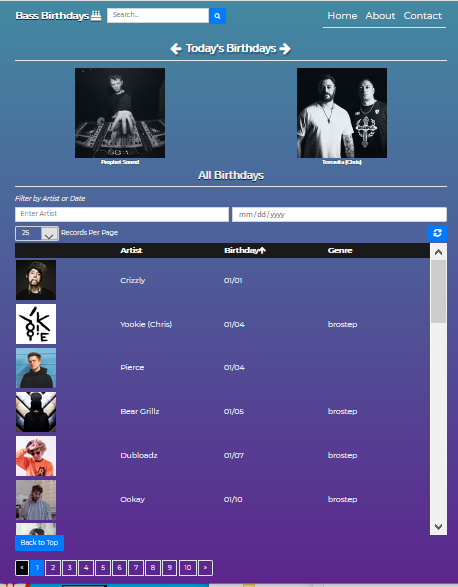 Bass Birthdays Search... Home About Contact
Today's Birthdays
Prophet Sound Terravita (Chris)
All Birthdays
Filter by Artist or Date
Enter Artist mm/dd/yyyy
25 Records Per Page
Artist Birthday Genre
Crizzly 01/01
YOOKiE
Yookie (Chris) 01/04 brostep
Pierce 01/04
Bear Grillz 01/05 brostep
Dubloadz 01/07 brostep
Ookay 01/10 brostep
Back to Top
« 1 2 3 4 5 6 7 8 9 10 »